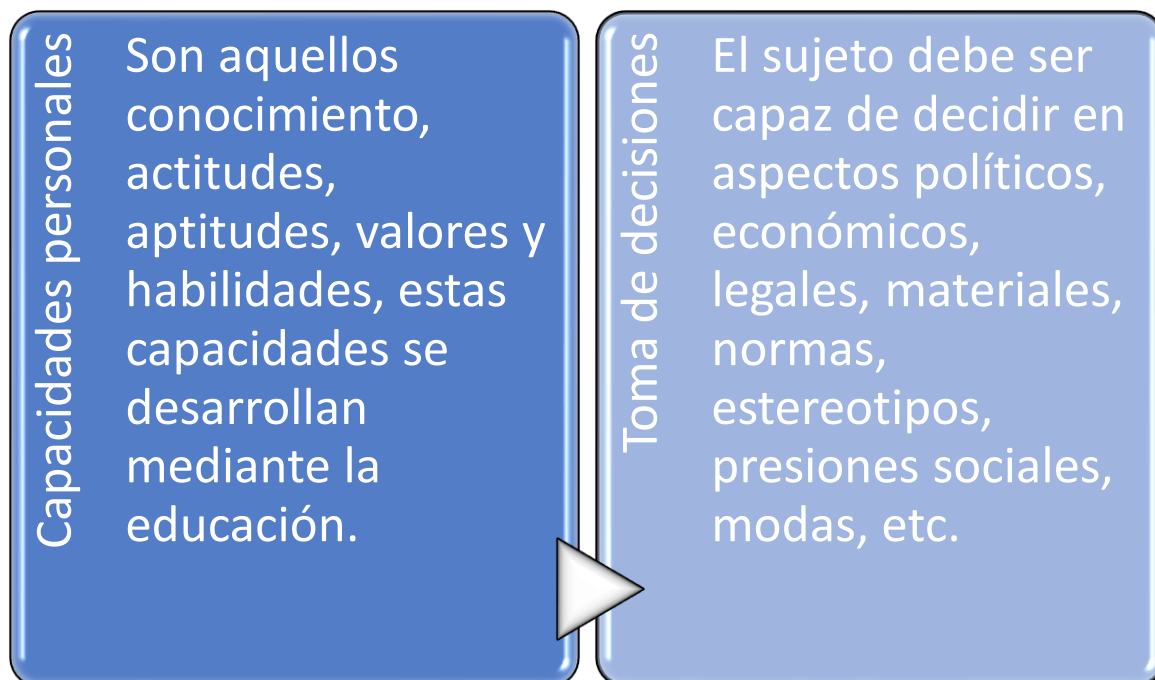 Capacidades personales
Son aquellos
conocimiento,
actitudes,
aptitudes, valores y
habilidades, estas
capacidades se
desarrollan
mediante la
educación.
Toma de decisiones
El sujeto debe ser
capaz de decidir en
aspectos políticos,
económicos,
legales, materiales,
normas,
estereotipos,
presiones sociales,
modas, etc.